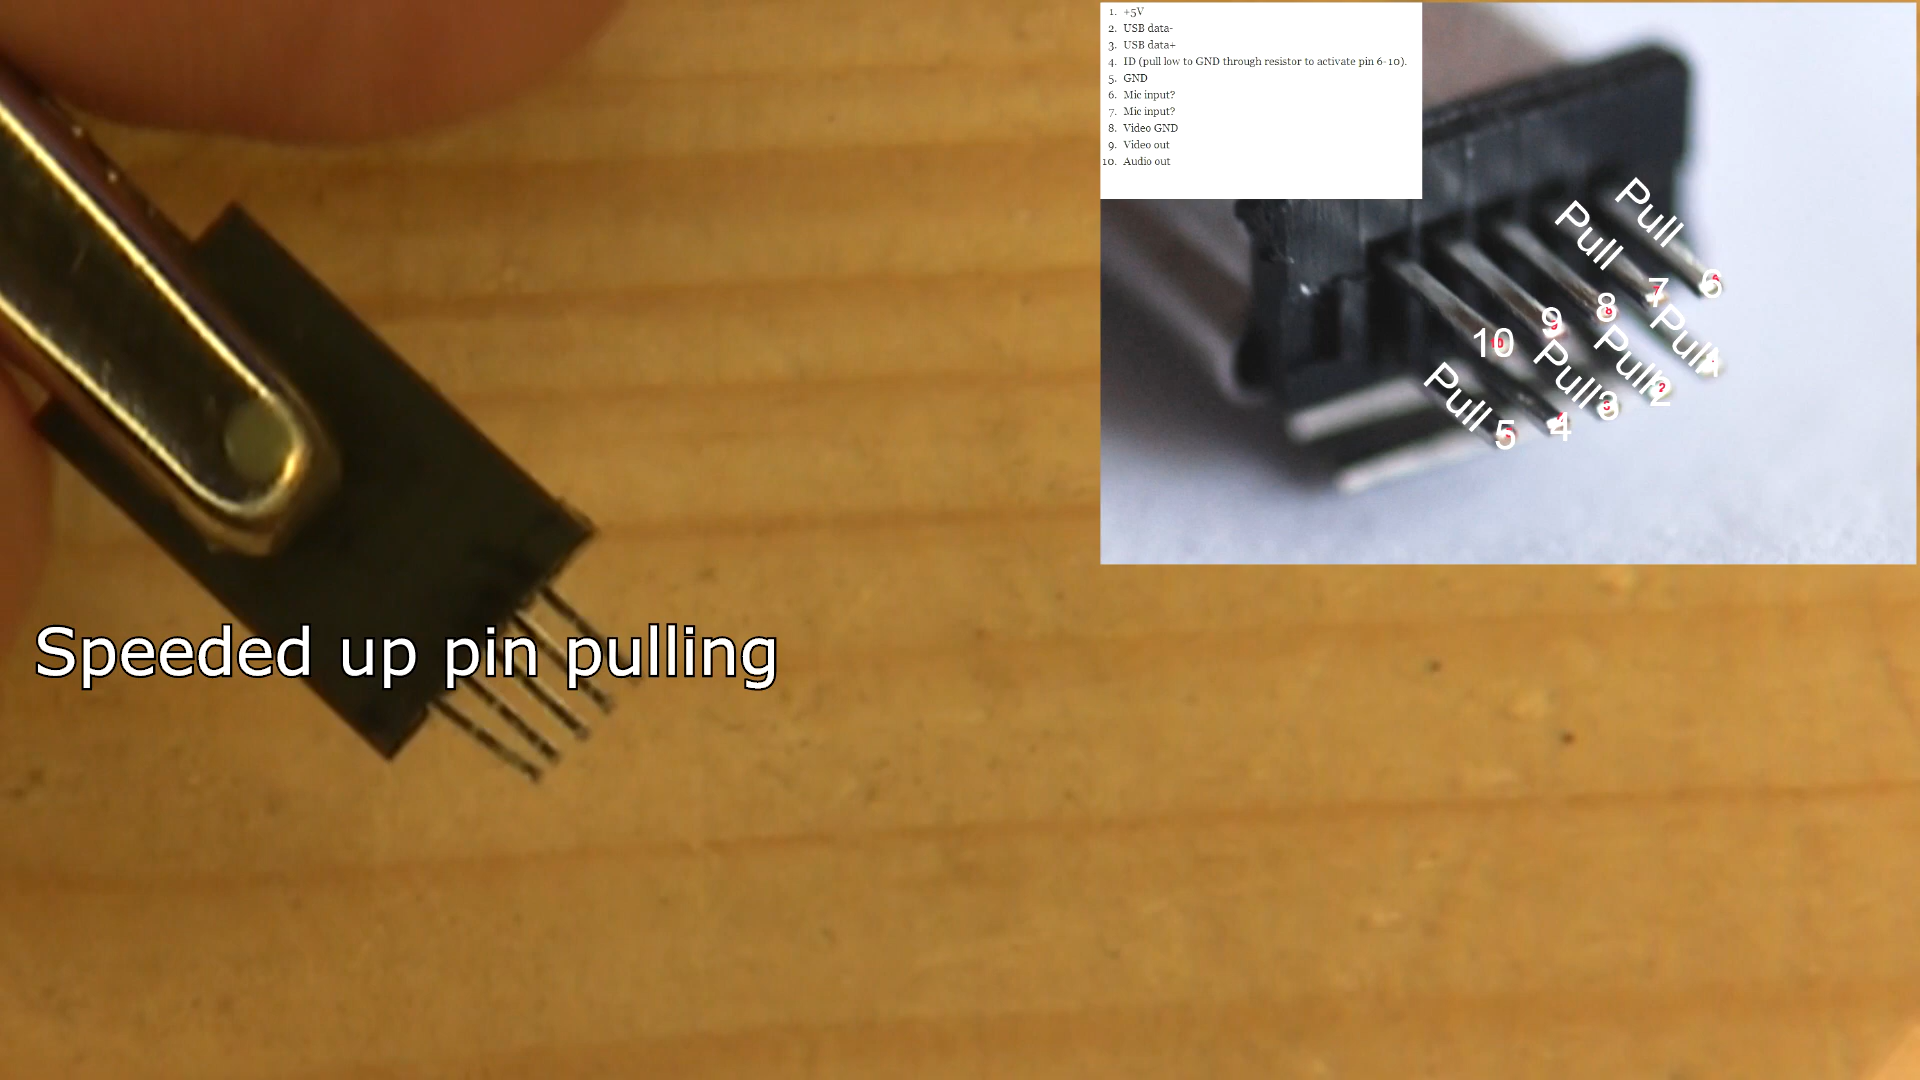 1. +5V
2. USB data-
3. USB data+
4. ID (pull low to GND through resistor to activate pin 6-10).
5. GND
6. Mic input?
7. Mic input?
8. Video GND
9. Video out
10. Audio out
Pull
Pull
6
7
8
9
10
Pull
Pull
Pull
Pull
2
3
4
5
Speeded up pin pulling